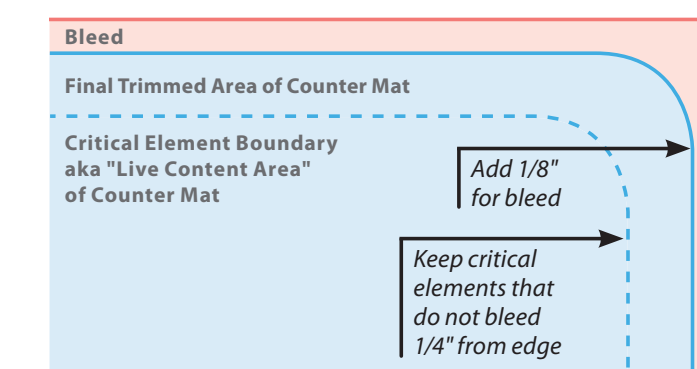 Bleed
Final Trimmed Area of Counter Mat
Critical Element Boundary
aka "Live Content Area"
of Counter Mat
Add 1/8"
for bleed
Keep critical
elements that
do not bleed
1/4" from edge